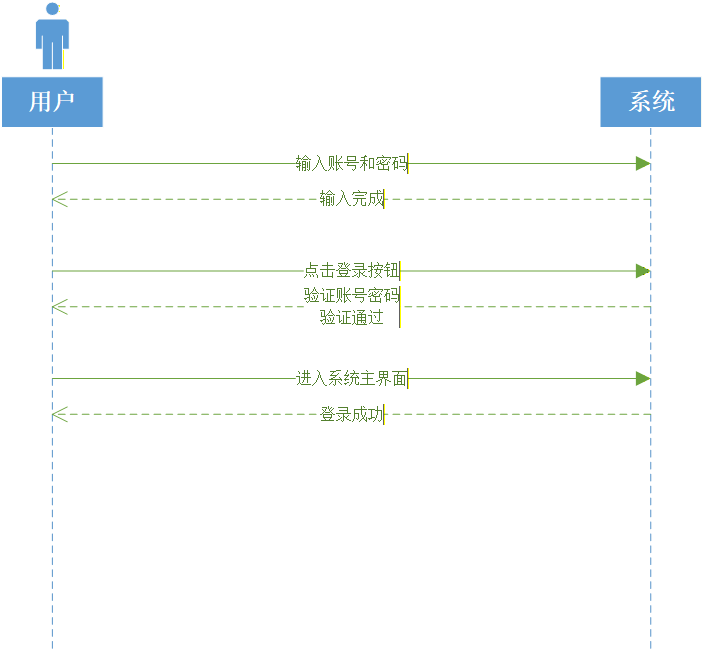 用户
系统
输入账号和密码
输入完成
点击登录按钮
验证账号密码
验证通过
进入系统主界面
登录成功